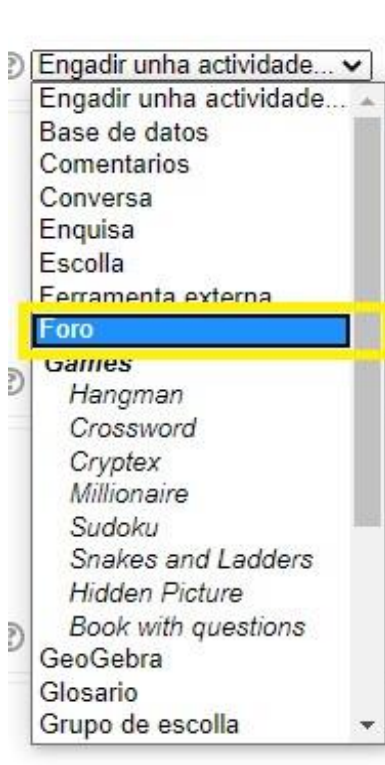 Engadir unha actividade...
Engadir unha actividade...
Base de datos
Comentarios
Conversa
Enquisa
Escolla
Ferramenta externa
Foro
Games
Hangman
Crossword
Cryptex
Millionaire
Sudoku
Snakes and Ladders
Hidden Picture
Book with questions
GeoGebra
Glosario
Grupo de escolla